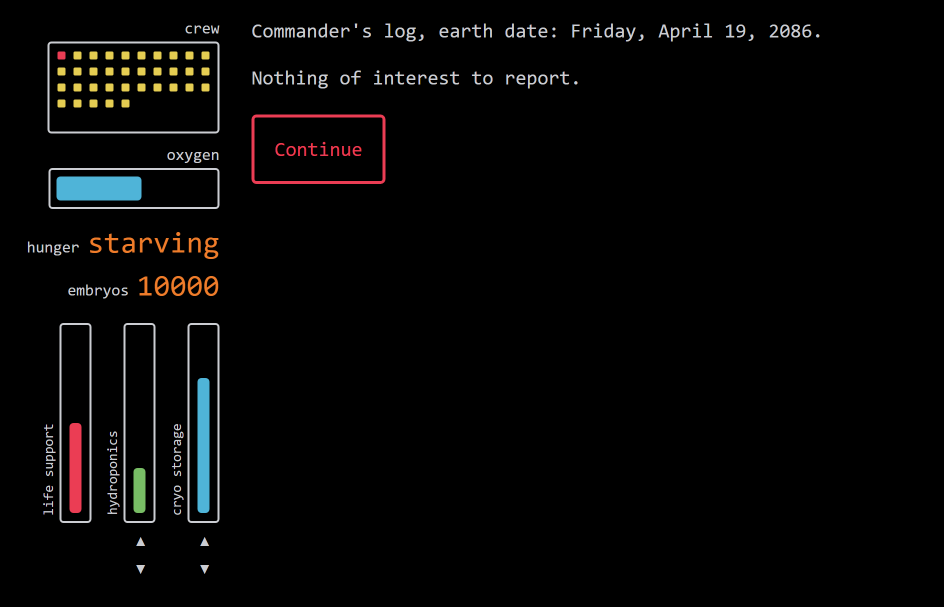 crew
oxygen
hunger starving
embryos 10000
life support
hydroponics
cryo storage
Commander's log, earth date: Friday, April 19, 2086.
Nothing of interest to report.
Continue